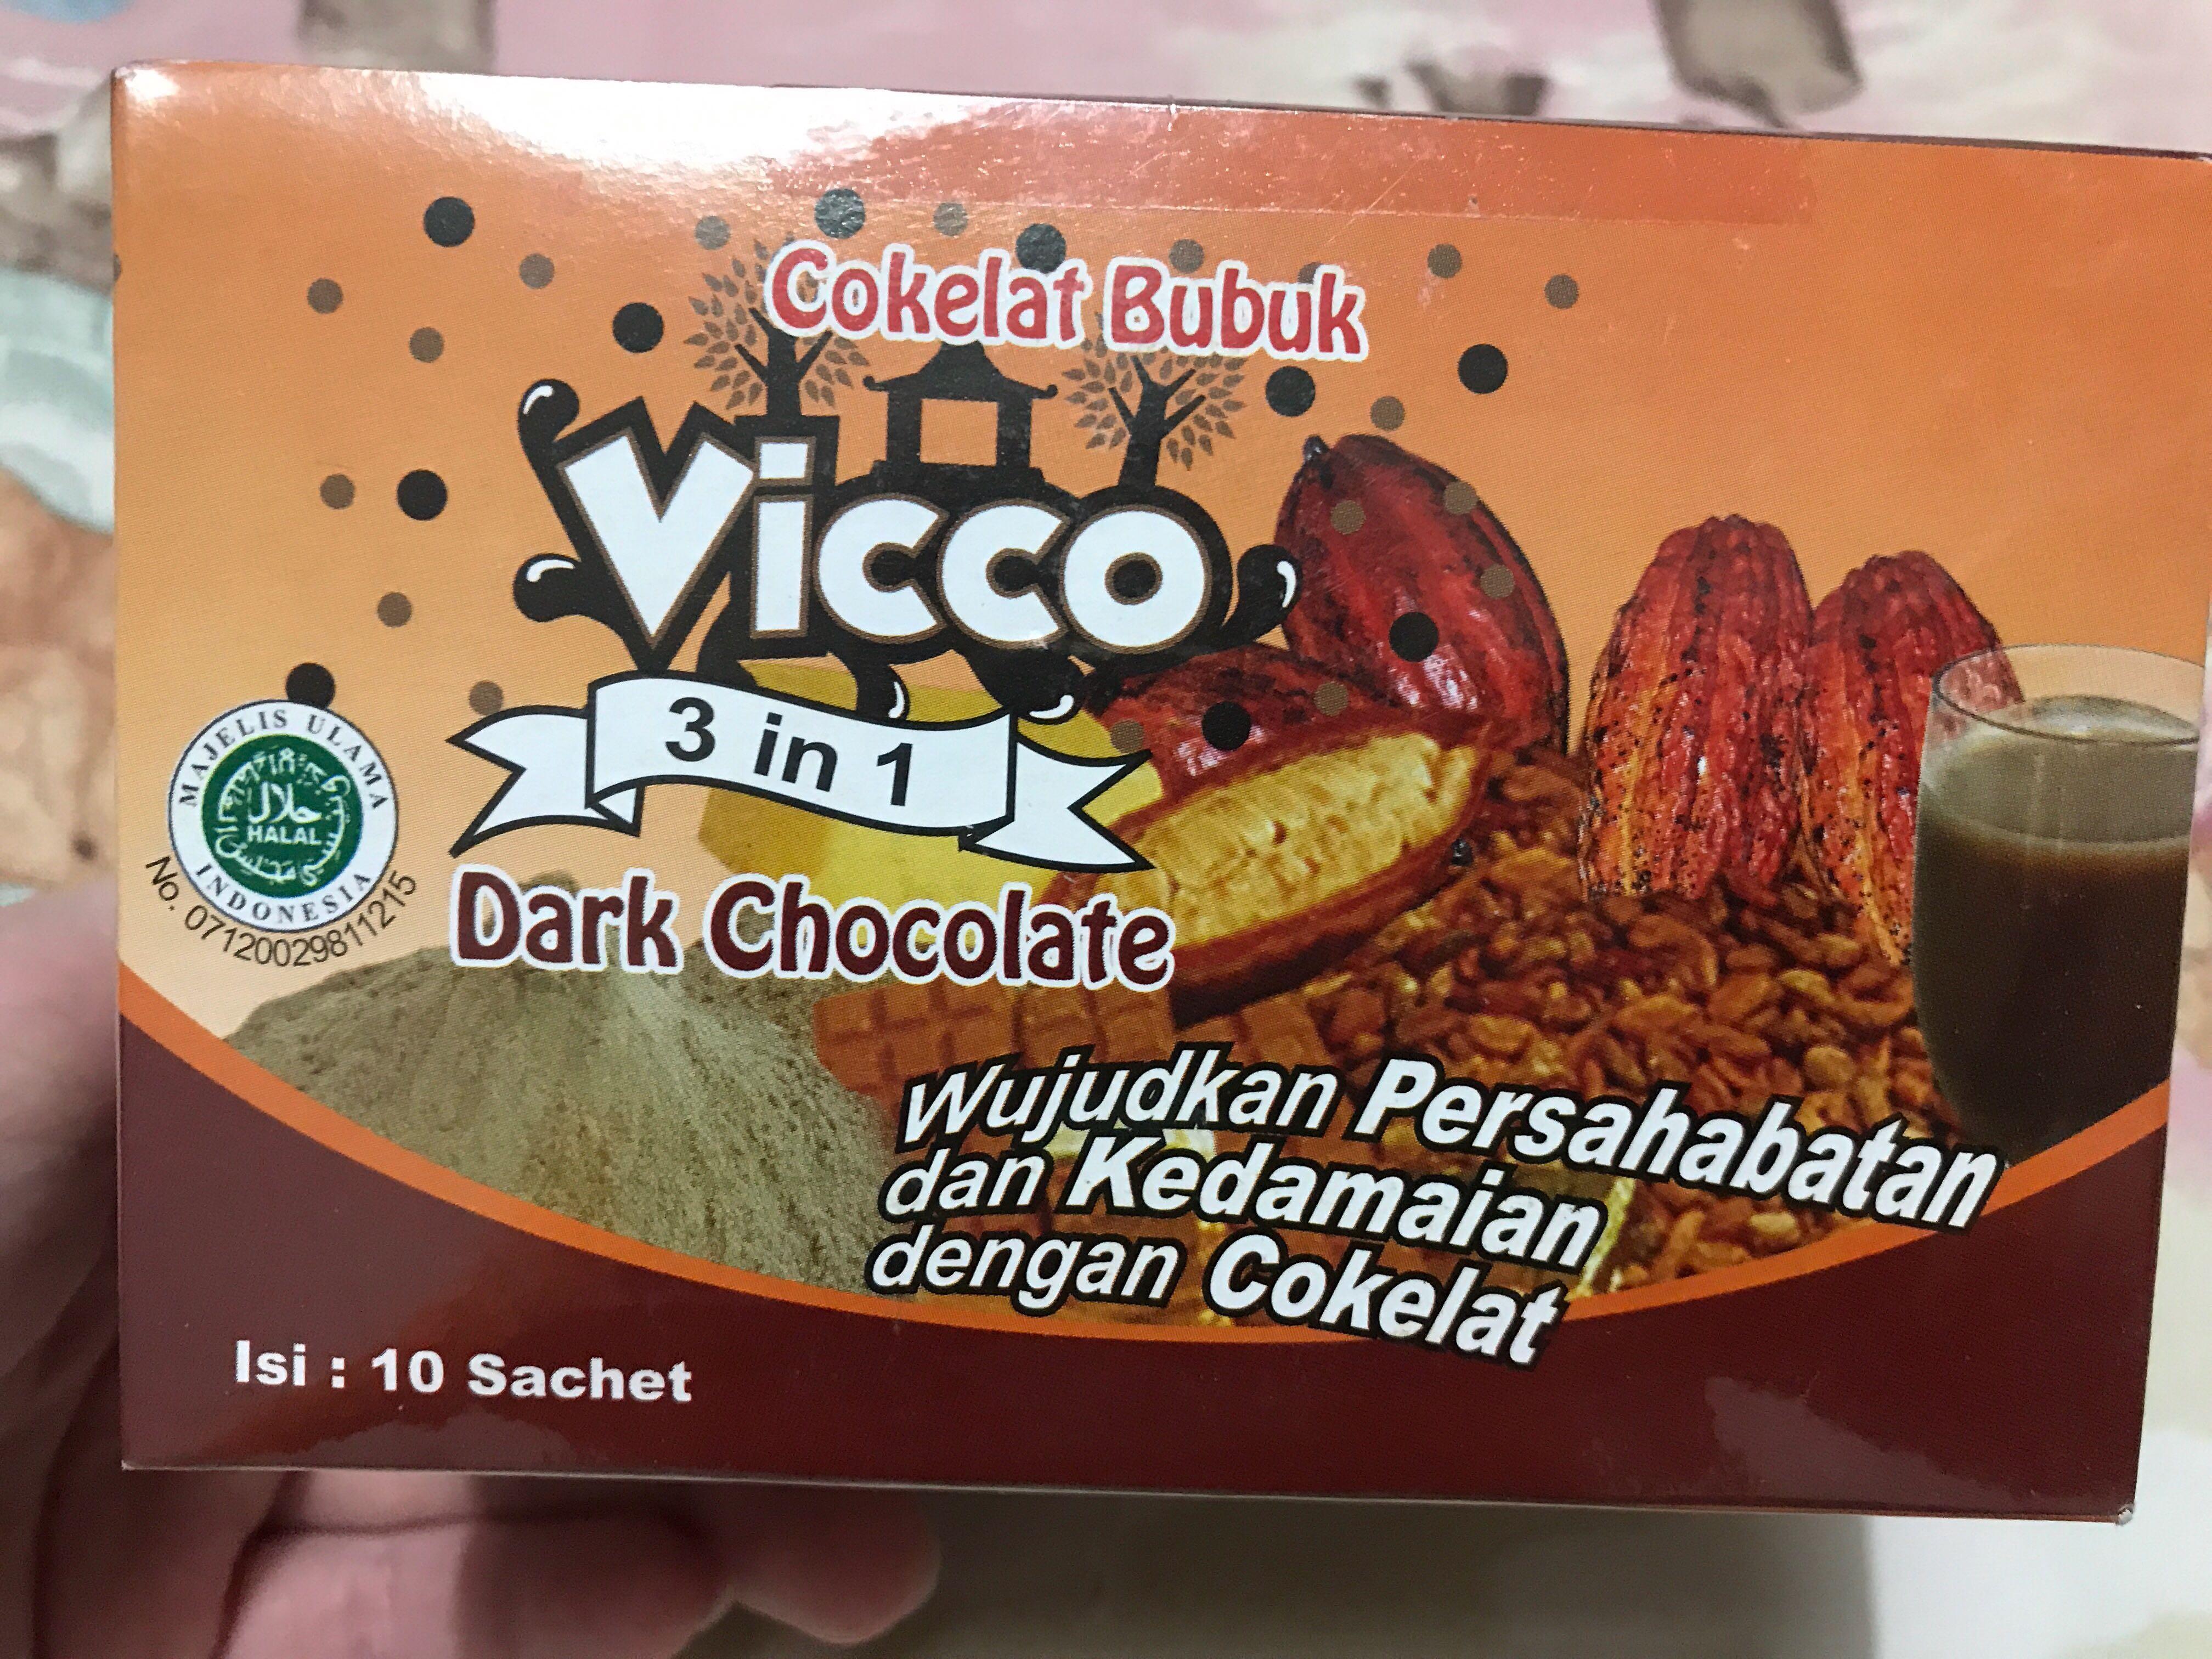 Cokelat Bubuk
Vicco
3 in 1
Dark Chocolate
MAJELIS ULAMA
حلال
HALAL
INDONESIA
No. 07120029811215
Wujudkan Persahabatan
dan Kedamaian
dengan Cokelat
Isi : 10 Sachet